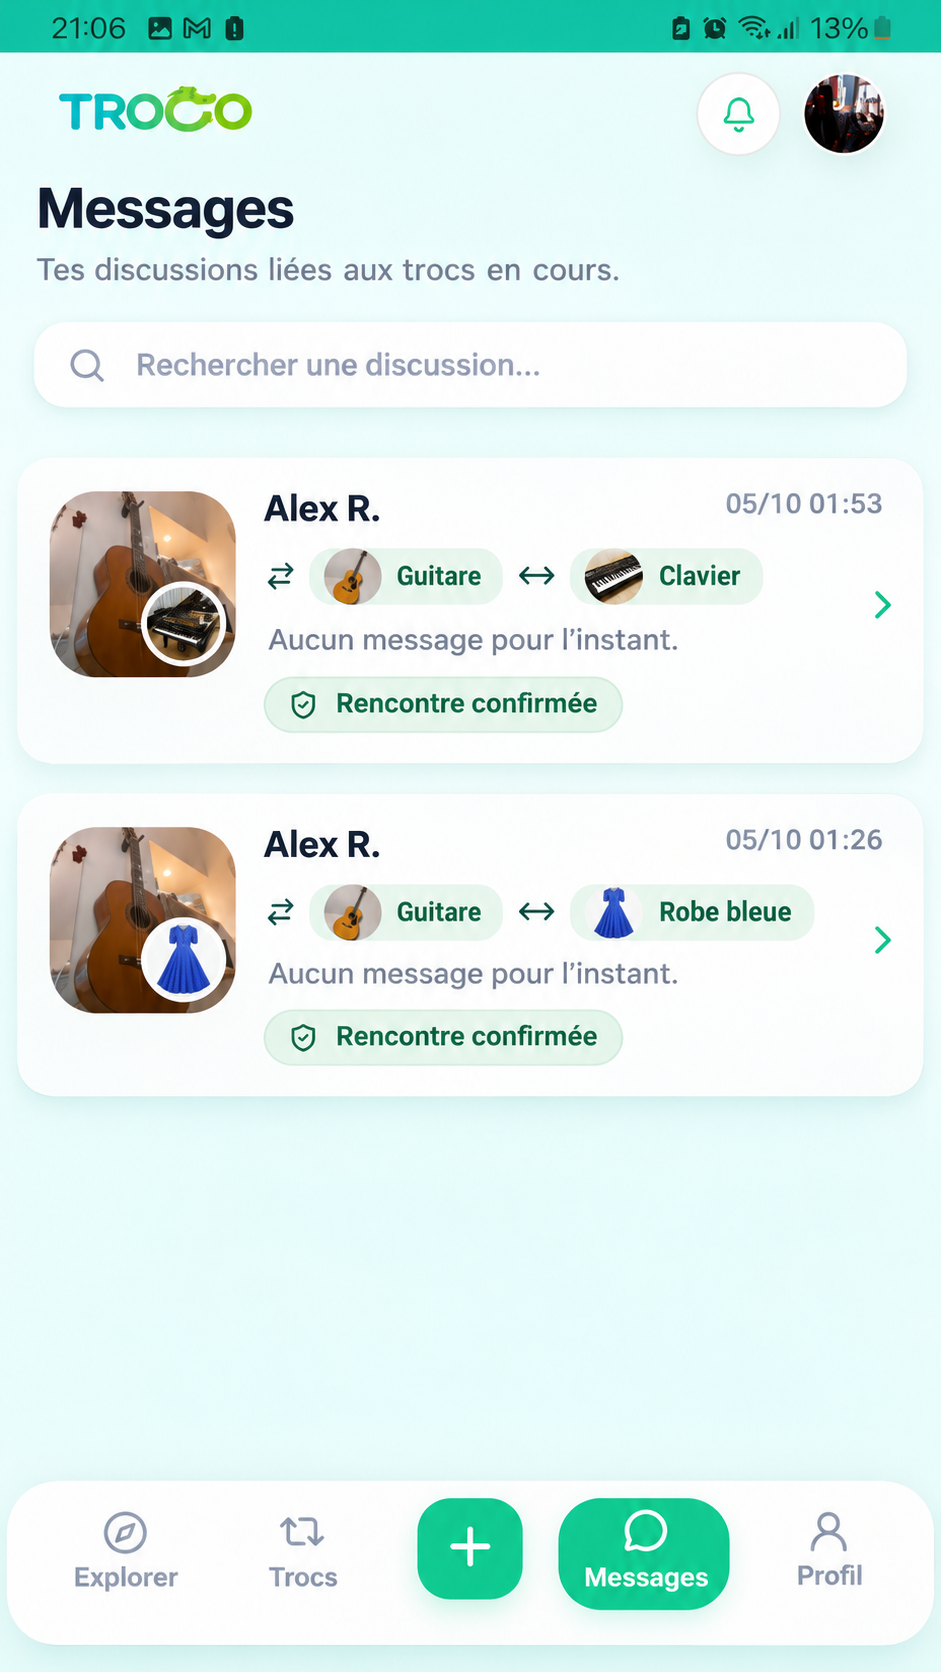 21:06 13%
TROCO
Messages
Tes discussions liées aux trocs en cours.
Rechercher une discussion...
Alex R. 05/10 01:53
Guitare Clavier
Aucun message pour l'instant.
Rencontre confirmée
Alex R. 05/10 01:26
Guitare Robe bleue
Aucun message pour l'instant.
Rencontre confirmée
Explorer Trocs Messages Profil